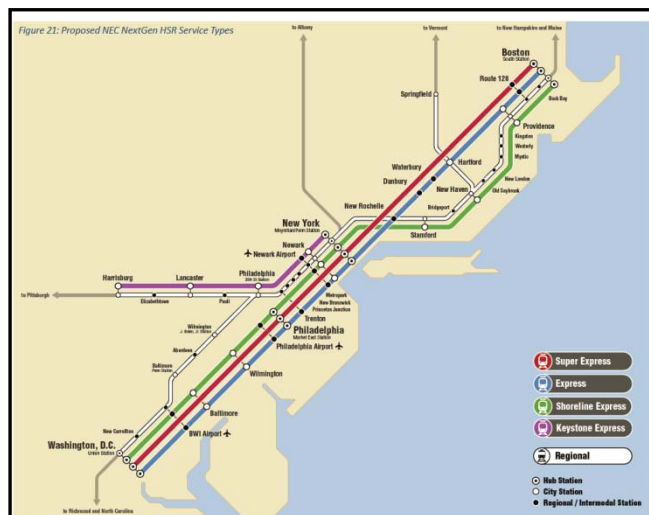 Figure 21: Proposed NEC NextGen HSR Service Types
to Albany
to Vermont
to New Hampshire and Maine
Boston
South Station
Route 128
Back Bay
Springfield
Providence
Kingston
Westerly
Mystic
Waterbury
Hartford
Danbury
New London
New Haven
Old Saybrook
Bridgeport
New Rochelle
Stamford
New York
Moynihan/Penn Station
Newark
Newark Airport
Harrisburg
Lancaster
Philadelphia
30th St Station
to Pittsburgh
Elizabethtown
Paoli
Metropark
New Brunswick
Princeton Junction
Trenton
Philadelphia
Market East Station
Philadelphia Airport
Wilmington
Aberdeen
Wilmington
Baltimore
Penn Station
Baltimore
New Carrollton
BWI Airport
Washington, D.C.
Union Station
to Richmond and North Carolina
Super Express
Express
Shoreline Express
Keystone Express
Regional
Hub Station
City Station
Regional / Intermodal Station